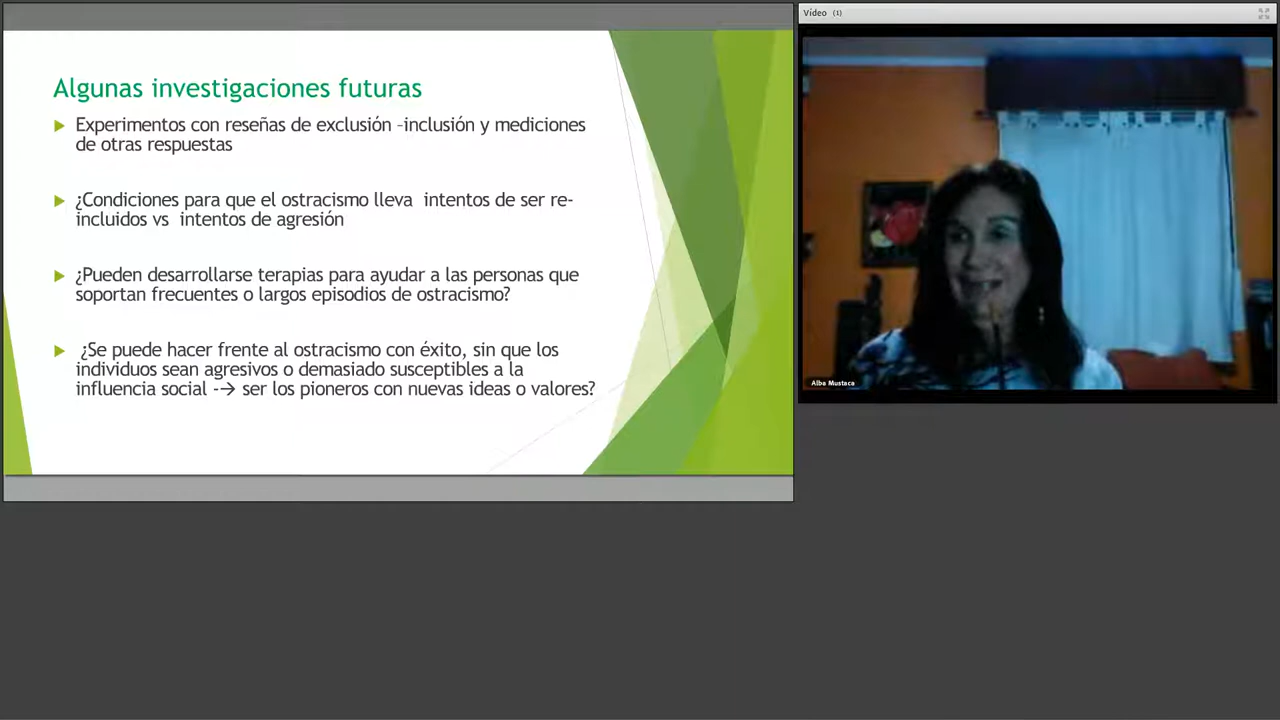 Algunas investigaciones futuras
Experimentos con reseñas de exclusión –inclusión y mediciones
de otras respuestas
¿Condiciones para que el ostracismo lleva intentos de ser re-
incluidos vs intentos de agresión
¿Pueden desarrollarse terapias para ayudar a las personas que
soportan frecuentes o largos episodios de ostracismo?
¿Se puede hacer frente al ostracismo con éxito, sin que los
individuos sean agresivos o demasiado susceptibles a la
influencia social -→ ser los pioneros con nuevas ideas o valores?
Vídeo (1)
Alba Mustaca